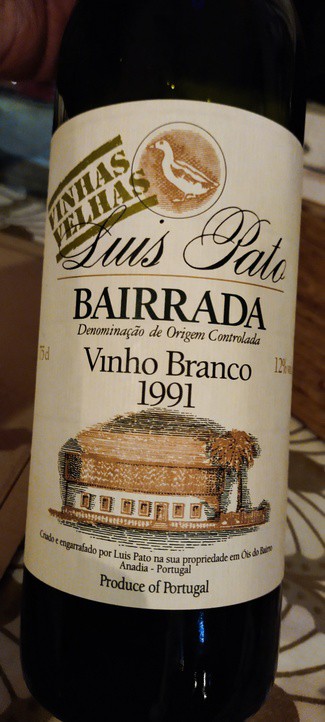 VINHAS
VELHAS
Luis Pato
BAIRRADA
Denominação de Origem Controlada
75cl
Vinho Branco
12%
1991
Criado e engarrafado por Luis Pato na sua propriedade em Óis do Bairro
Anadia - Portugal
Produce of Portugal